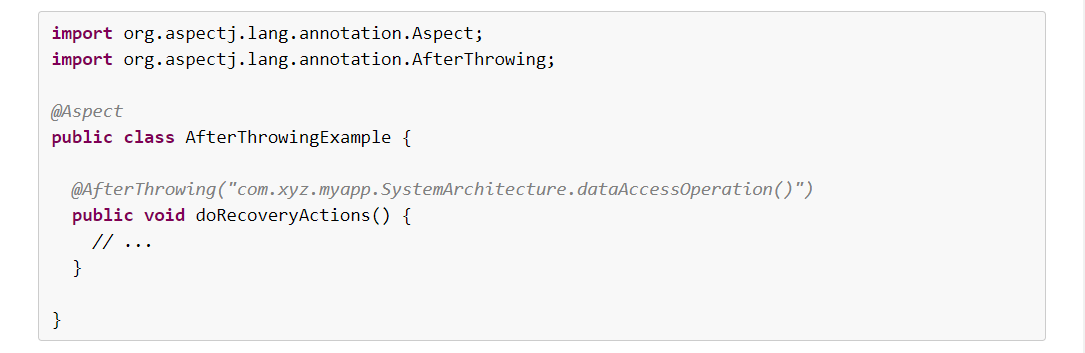 import org.aspectj.lang.annotation.Aspect;
import org.aspectj.lang.annotation.AfterThrowing;
@Aspect
public class AfterThrowingExample {
@AfterThrowing("com.xyz.myapp.SystemArchitecture.dataAccessOperation()")
public void doRecoveryActions() {
// ...
}
}